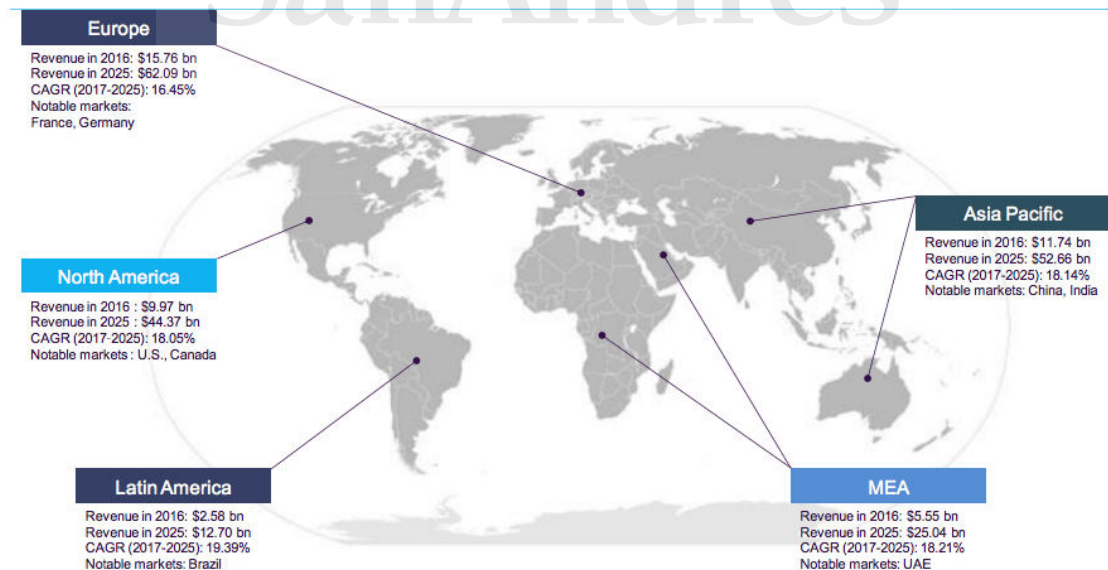 SanAndres
Europe
Revenue in 2016: $15.76 bn
Revenue in 2025: $62.09 bn
CAGR (2017-2025): 16.45%
Notable markets:
France, Germany
Asia Pacific
Revenue in 2016: $11.74 bn
Revenue in 2025: $52.66 bn
CAGR (2017-2025): 18.14%
Notable markets: China, India
North America
Revenue in 2016 : $9.97 bn
Revenue in 2025 : $44.37 bn
CAGR (2017-2025): 18.05%
Notable markets : U.S., Canada
Latin America
Revenue in 2016: $2.58 bn
Revenue in 2025: $12.70 bn
CAGR (2017-2025): 19.39%
Notable markets: Brazil
MEA
Revenue in 2016: $5.55 bn
Revenue in 2025: $25.04 bn
CAGR (2017-2025): 18.21%
Notable markets: UAE